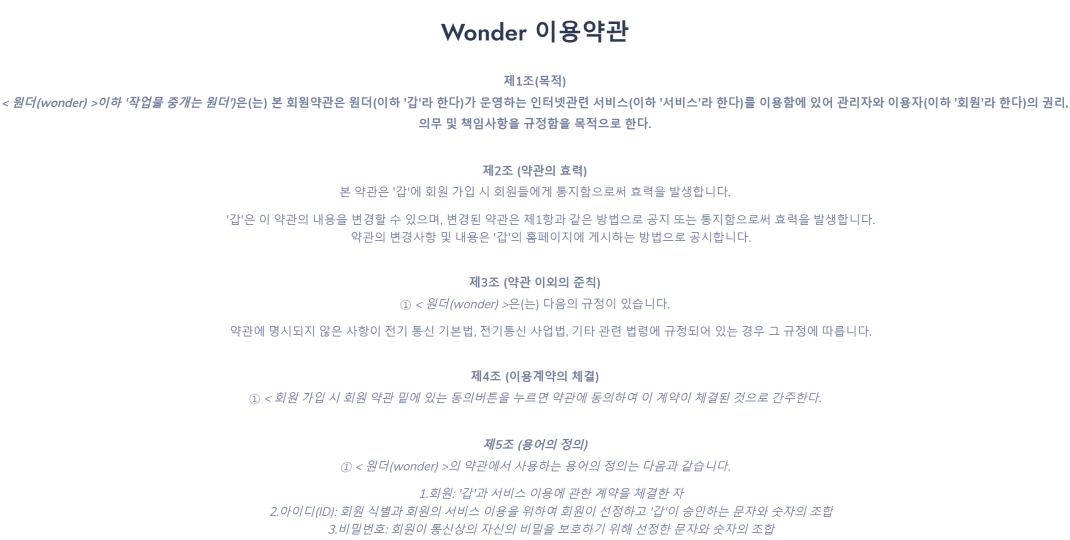 Wonder 이용약관
제1조(목적)
< 원더(wonder) >이하 '작업물 중개는 원더')은(는) 본 회원약관은 원더(이하 '갑'라 한다)가 운영하는 인터넷관련 서비스(이하 '서비스'라 한다)를 이용함에 있어 관리자와 이용자(이하 '회원'라 한다)의 권리,
의무 및 책임사항을 규정함을 목적으로 한다.
제2조 (약관의 효력)
본 약관은 '갑'에 회원 가입 시 회원들에게 통지함으로써 효력을 발생합니다.
'갑'은 이 약관의 내용을 변경할 수 있으며, 변경된 약관은 제1항과 같은 방법으로 공지 또는 통지함으로써 효력을 발생합니다.
약관의 변경사항 및 내용은 '갑'의 홈페이지에 게시하는 방법으로 공시합니다.
제3조 (약관 이외의 준칙)
① < 원더(wonder) >은(는) 다음의 규정이 있습니다.
약관에 명시되지 않은 사항이 전기 통신 기본법, 전기통신 사업법, 기타 관련 법령에 규정되어 있는 경우 그 규정에 따릅니다.
제4조 (이용계약의 체결)
① < 회원 가입 시 회원 약관 밑에 있는 동의버튼을 누르면 약관에 동의하여 이 계약이 체결된 것으로 간주한다.
제5조 (용어의 정의)
① < 원더(wonder) >의 약관에서 사용하는 용어의 정의는 다음과 같습니다.
1.회원: '갑'과 서비스 이용에 관한 계약을 체결한 자
2.아이디(ID): 회원 식별과 회원의 서비스 이용을 위하여 회원이 선정하고 '갑'이 승인하는 문자와 숫자의 조합
3.비밀번호: 회원이 통신상의 자신의 비밀을 보호하기 위해 선정한 문자와 숫자의 조합